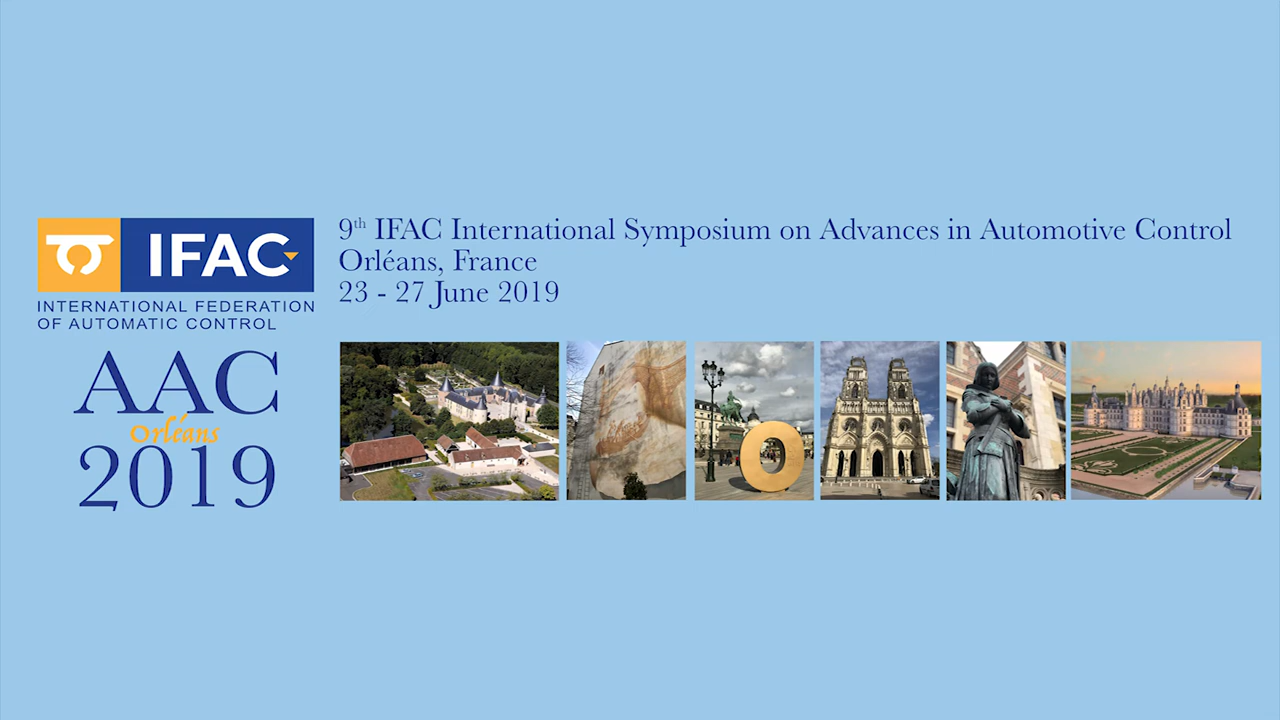 IFAC
INTERNATIONAL FEDERATION
OF AUTOMATIC CONTROL
AAC
Orléans
2019
9th IFAC International Symposium on Advances in Automotive Control
Orléans, France
23 - 27 June 2019
O